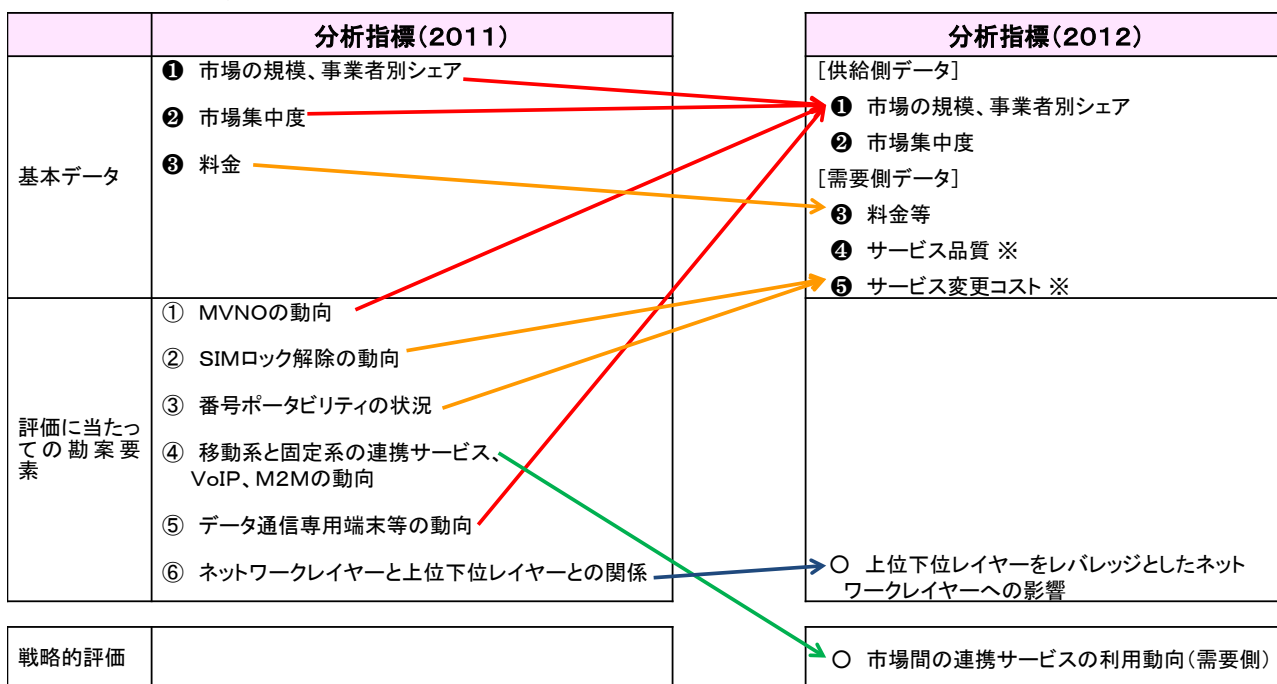 分析指標(2011)
分析指標(2012)
基本データ
❶ 市場の規模、事業者別シェア
❷ 市場集中度
❸ 料金
[供給側データ]
❶ 市場の規模、事業者別シェア
❷ 市場集中度
[需要側データ]
❸ 料金等
❹ サービス品質 ※
❺ サービス変更コスト ※
評価に当たっ
ての勘案要
素
① MVNOの動向
② SIMロック解除の動向
③ 番号ポータビリティの状況
④ 移動系と固定系の連携サービス、
VoIP、M2Mの動向
⑤ データ通信専用端末等の動向
⑥ ネットワークレイヤーと上位下位レイヤーとの関係
○ 上位下位レイヤーをレバレッジとしたネット
ワークレイヤーへの影響
戦略的評価
○ 市場間の連携サービスの利用動向(需要側)